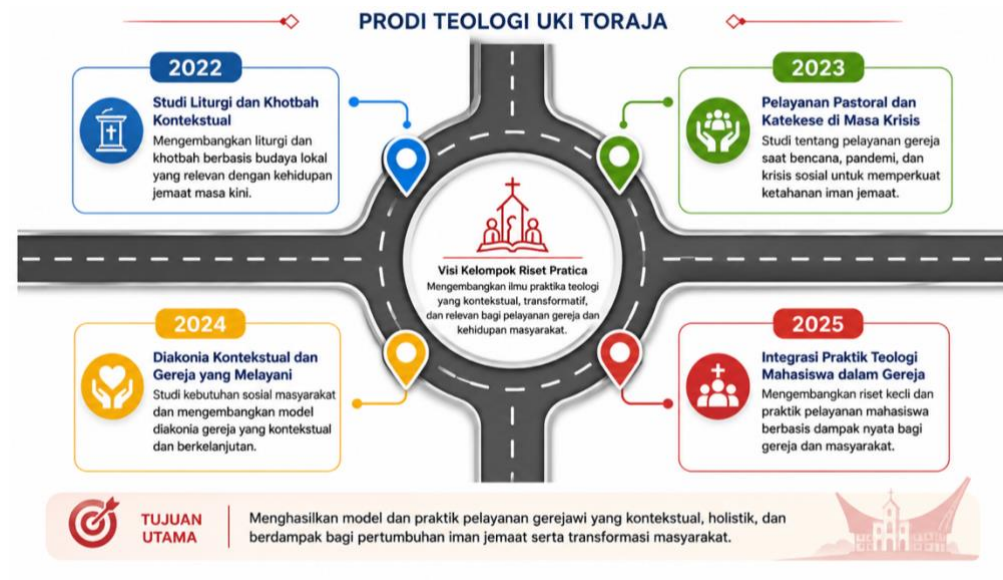 PRODI TEOLOGI UKI TORAJA
2022
Studi Liturgi dan Khotbah
Kontekstual
Mengembangkan liturgi dan
khotbah berbasis budaya lokal
yang relevan dengan kehidupan
jemaat masa kini.
2023
Pelayanan Pastoral dan
Katekese di Masa Krisis
Studi tentang pelayanan gereja
saat bencana, pandemi, dan
krisis sosial untuk memperkuat
ketahanan iman jemaat.
Visi Kelompok Riset Pratica
Mengembangkan ilmu praktika teologi
yang kontekstual, transformatif,
dan relevan bagi pelayanan gereja dan
kehidupan masyarakat.
2024
Diakonia Kontekstual dan
Gereja yang Melayani
Studi kebutuhan sosial masyarakat
dan mengembangkan model
diakonia gereja yang kontekstual
dan berkelanjutan.
2025
Integrasi Praktik Teologi
Mahasiswa dalam Gereja
Mengembangkan riset kecli dan
praktik pelayanan mahasiswa
berbasis dampak nyata bagi
gereja dan masyarakat.
TUJUAN
UTAMA
Menghasilkan model dan praktik pelayanan gerejawi yang kontekstual, holistik, dan
berdampak bagi pertumbuhan iman jemaat serta transformasi masyarakat.